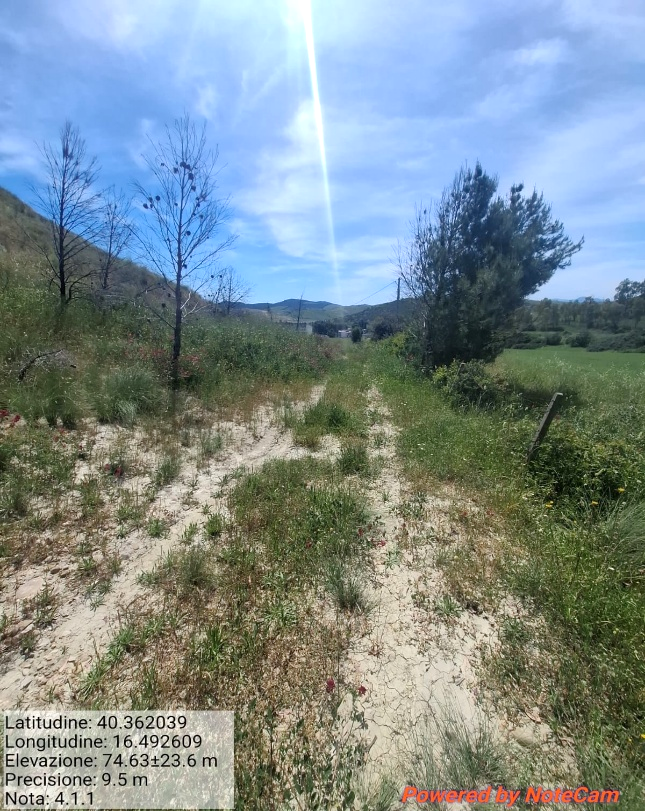 Latitudine: 40.362039
Longitudine: 16.492609
Elevazione: 74.63±23.6 m
Precisione: 9.5 m
Nota: 4.1.1
Powered by NoteCam